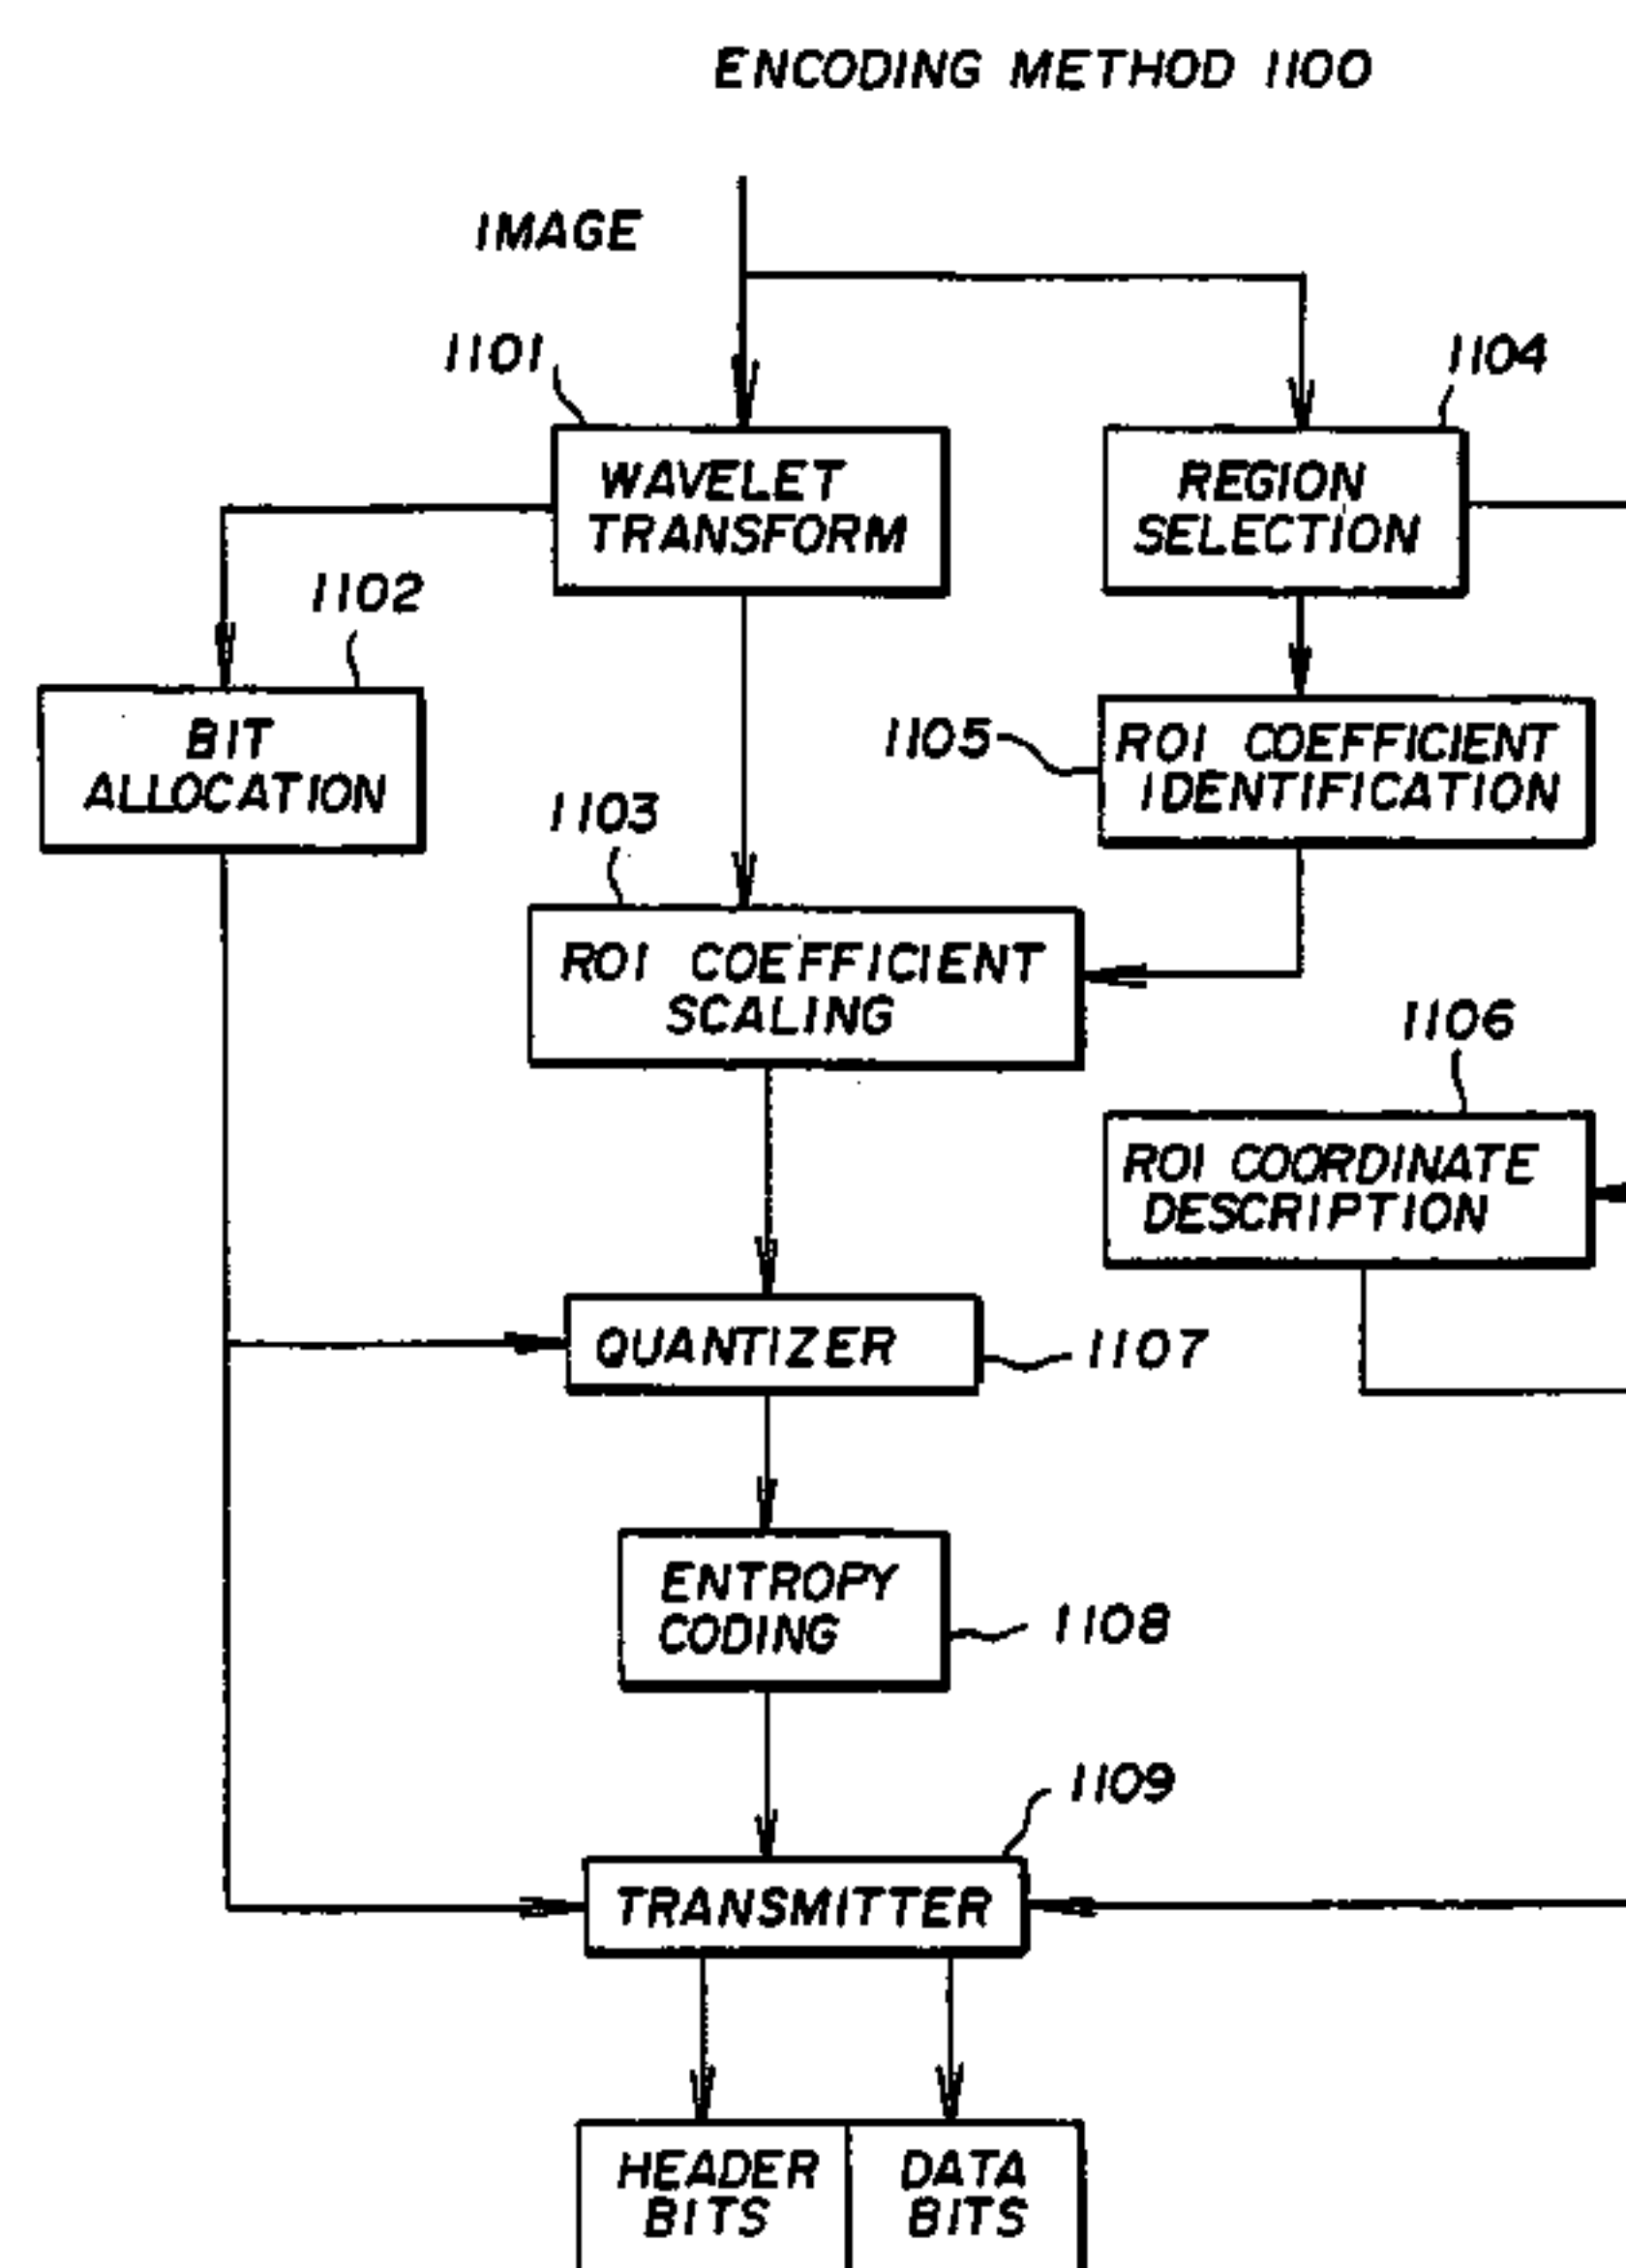 ENCODING METHOD 1100
IMAGE
1101
1104
WAVELET
TRANSFORM
REGION
SELECTION
1102
BIT
ALLOCATION
1105
ROI COEFFICIENT
IDENTIFICATION
1103
ROI COEFFICIENT
SCALING
1106
ROI COORDINATE
DESCRIPTION
QUANTIZER
1107
ENTROPY
CODING
1108
1109
TRANSMITTER
HEADER
BITS
DATA
BITS